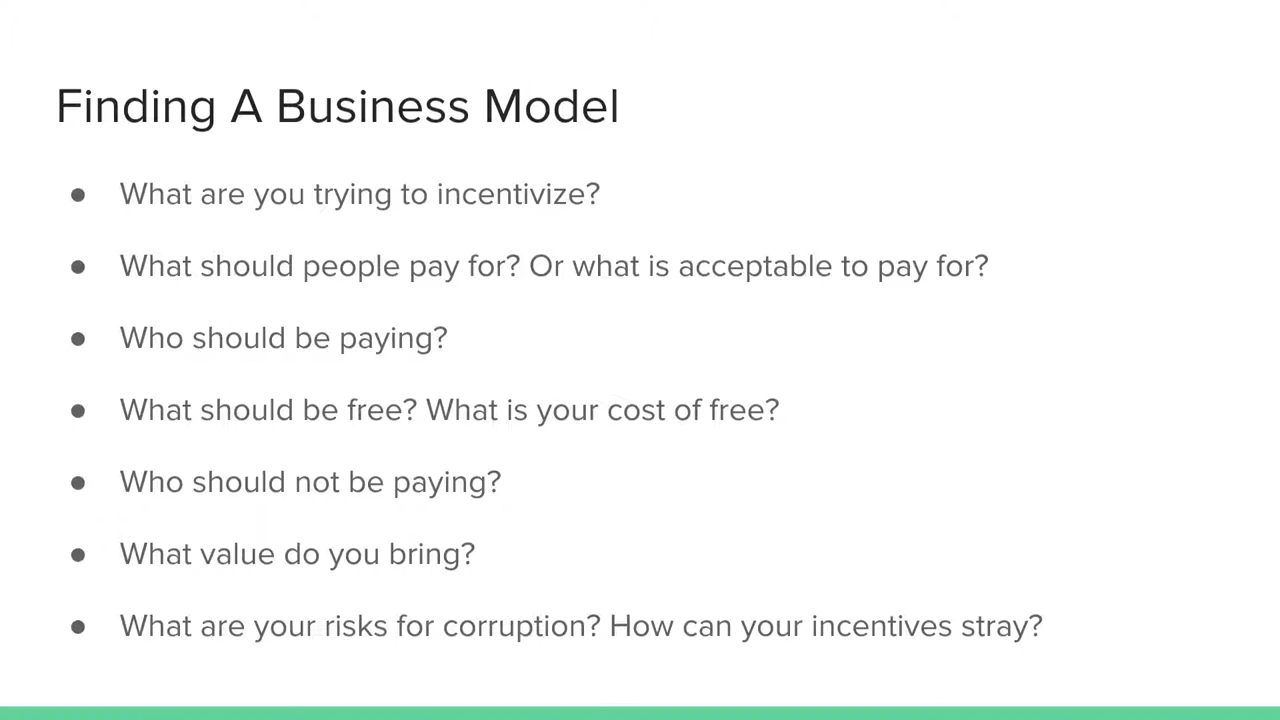 Finding A Business Model
● What are you trying to incentivize?
● What should people pay for? Or what is acceptable to pay for?
● Who should be paying?
● What should be free? What is your cost of free?
● Who should not be paying?
● What value do you bring?
● What are your risks for corruption? How can your incentives stray?